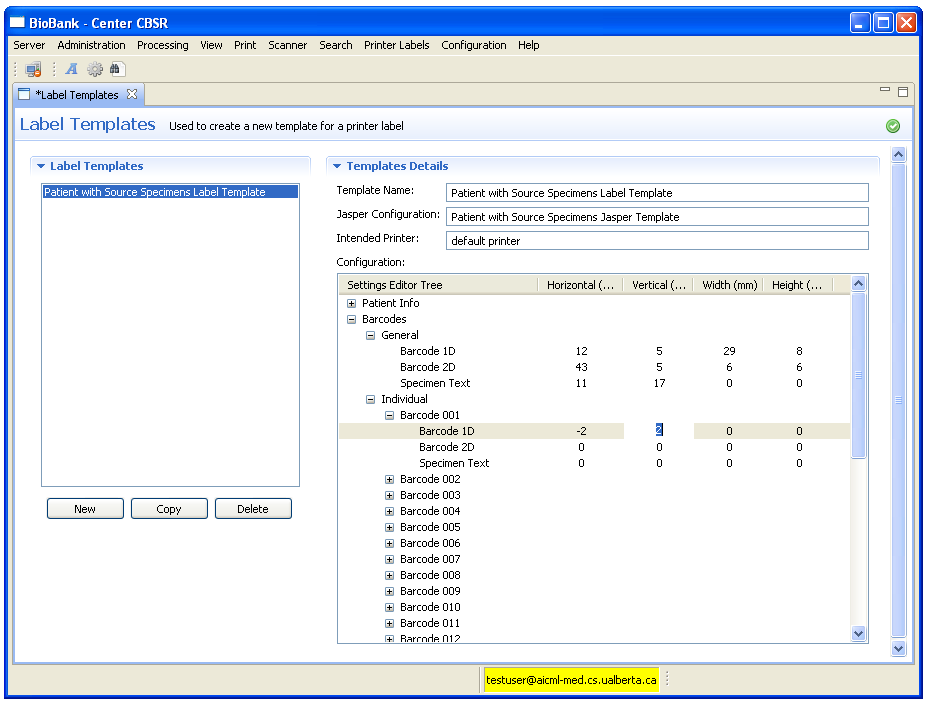 BioBank - Center CBSR
Server Administration Processing View Print Scanner Search Printer Labels Configuration Help
*Label Templates
Label Templates Used to create a new template for a printer label
Label Templates
Patient with Source Specimens Label Template
New Copy Delete
Templates Details
Template Name: Patient with Source Specimens Label Template
Jasper Configuration: Patient with Source Specimens Jasper Template
Intended Printer: default printer
Configuration:
Settings Editor Tree Horizontal (... Vertical (... Width (mm) Height (...
Patient Info
Barcodes
General
Barcode 1D 12 5 29 8
Barcode 2D 43 5 6 6
Specimen Text 11 17 0 0
Individual
Barcode 001
Barcode 1D -2 2 0 0
Barcode 2D 0 0 0 0
Specimen Text 0 0 0 0
Barcode 002
Barcode 003
Barcode 004
Barcode 005
Barcode 006
Barcode 007
Barcode 008
Barcode 009
Barcode 010
Barcode 011
Barcode 012
testuser@aicml-med.cs.ualberta.ca